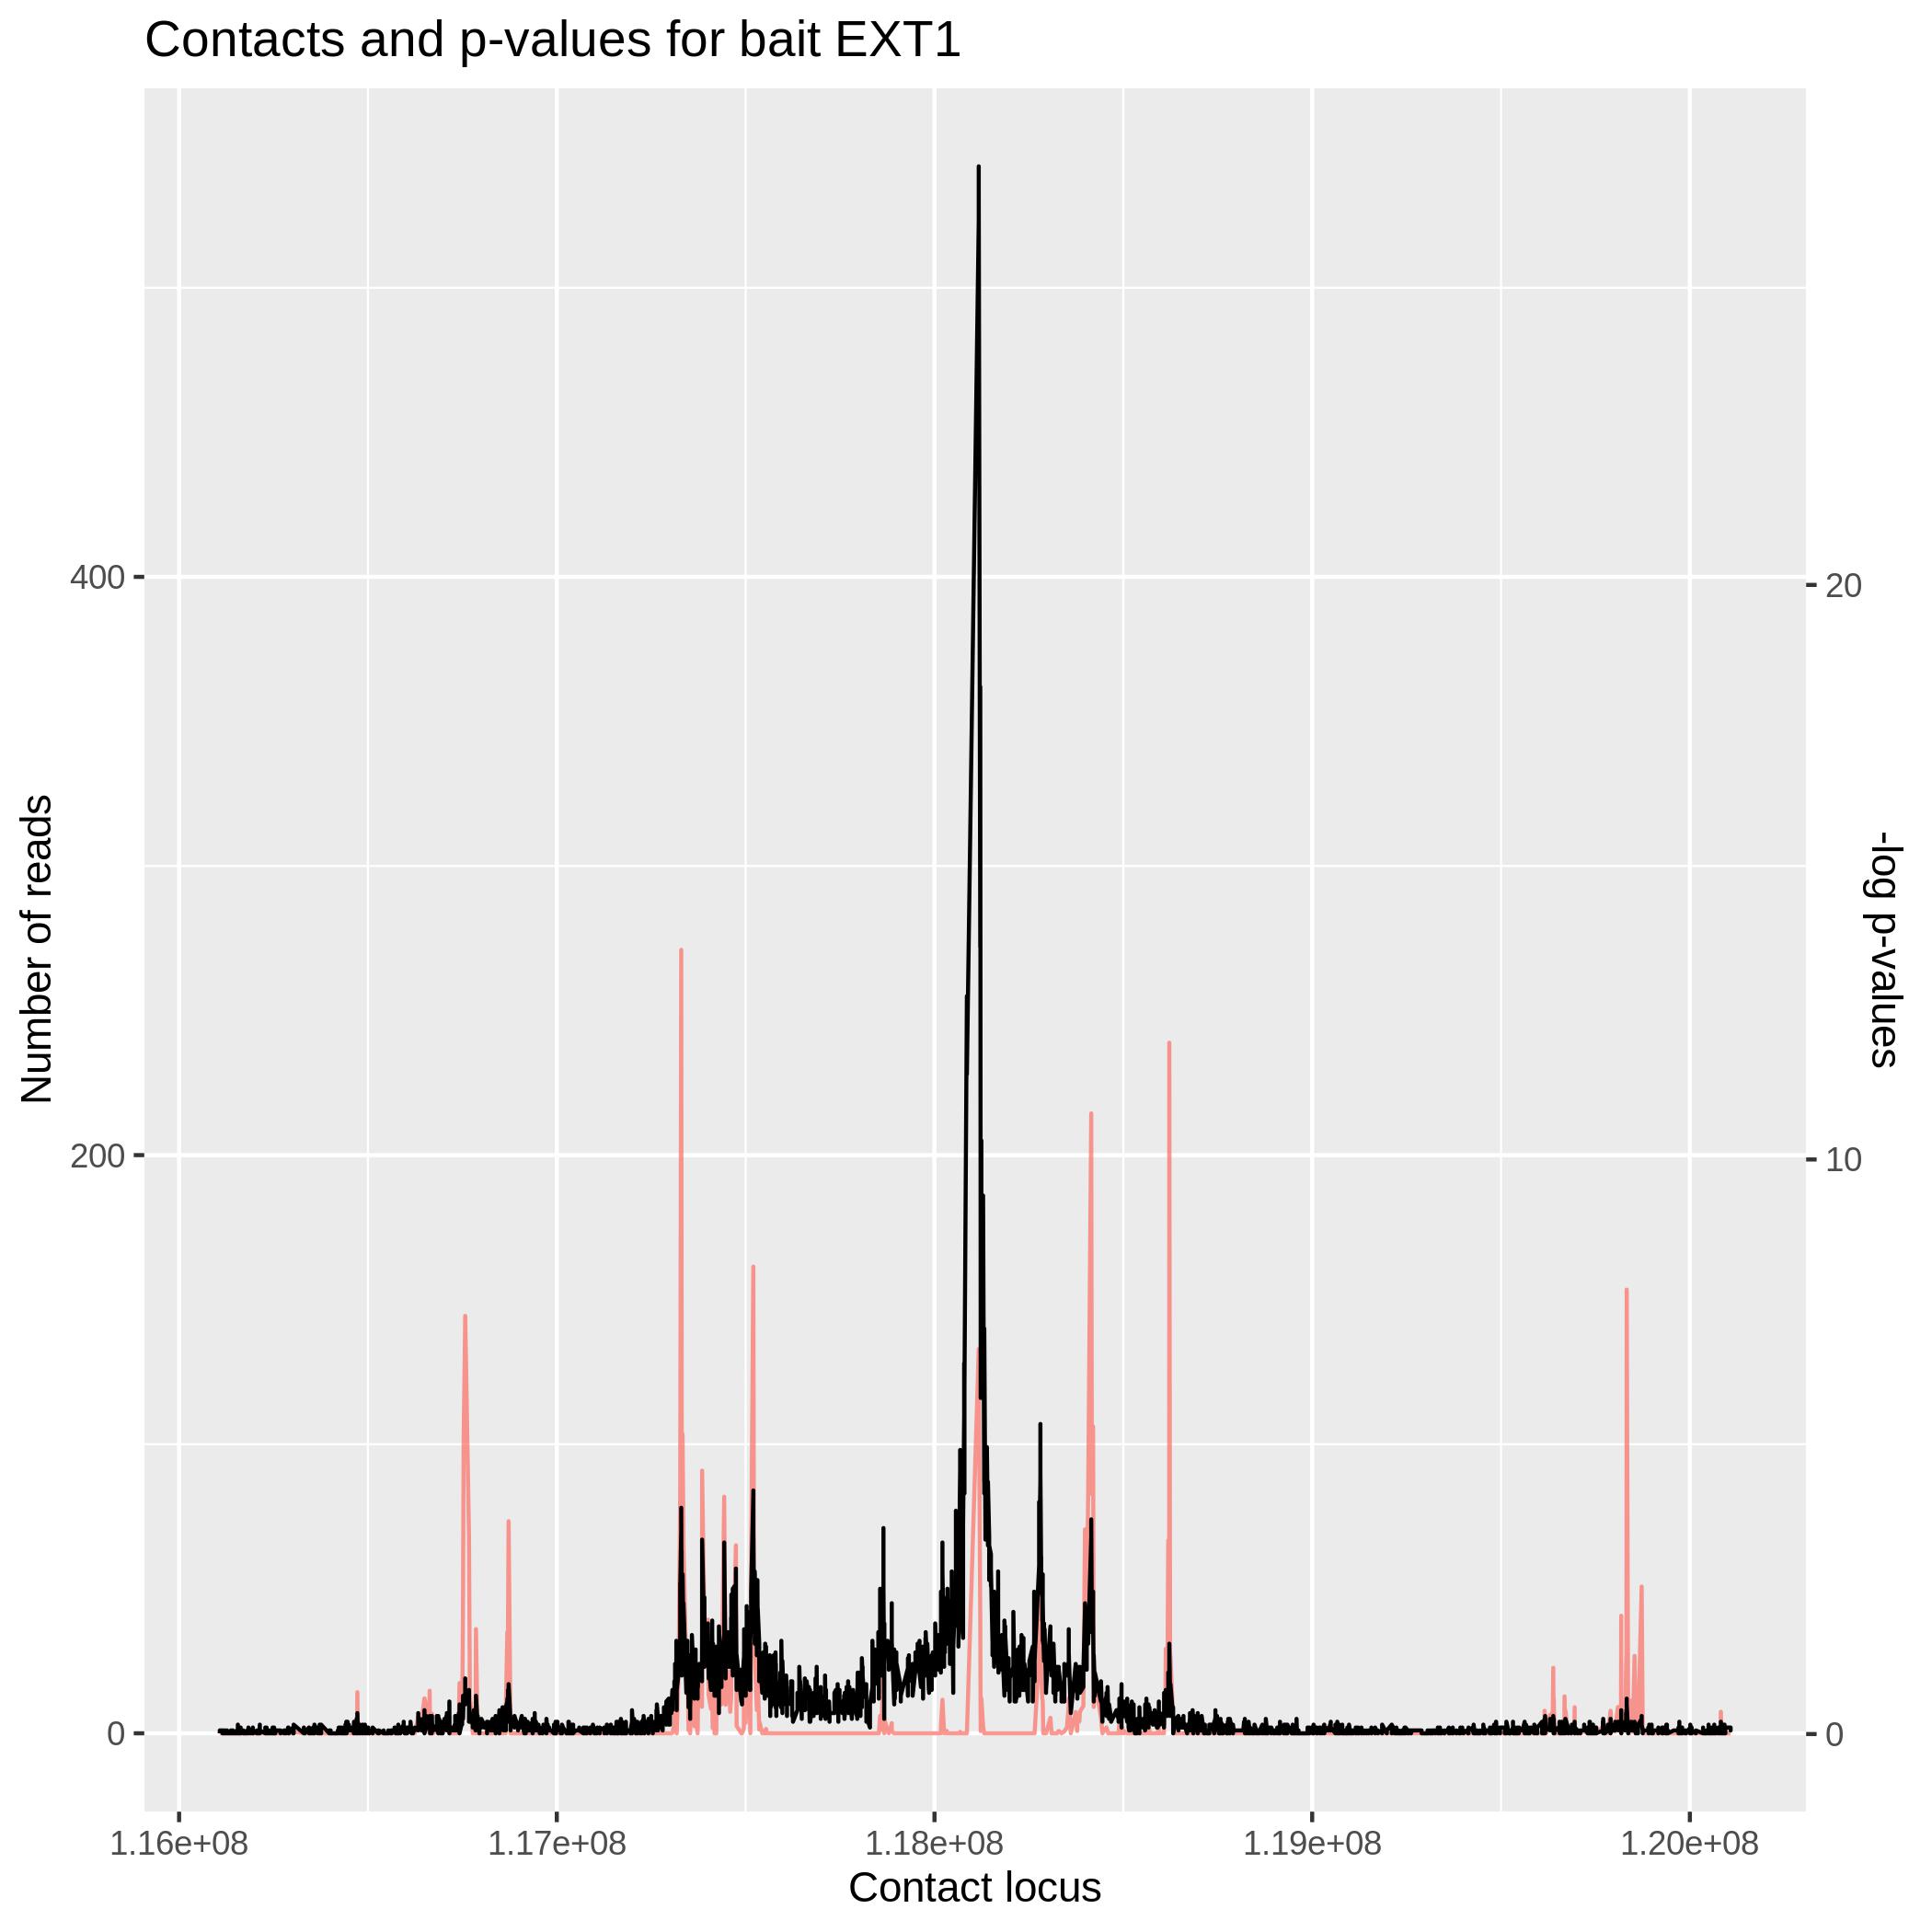 Contacts and p-values for bait EXT1
Number of reads
400
200
0
20
10
0
-log p-values
1.16e+08
1.17e+08
1.18e+08
1.19e+08
1.20e+08
Contact locus